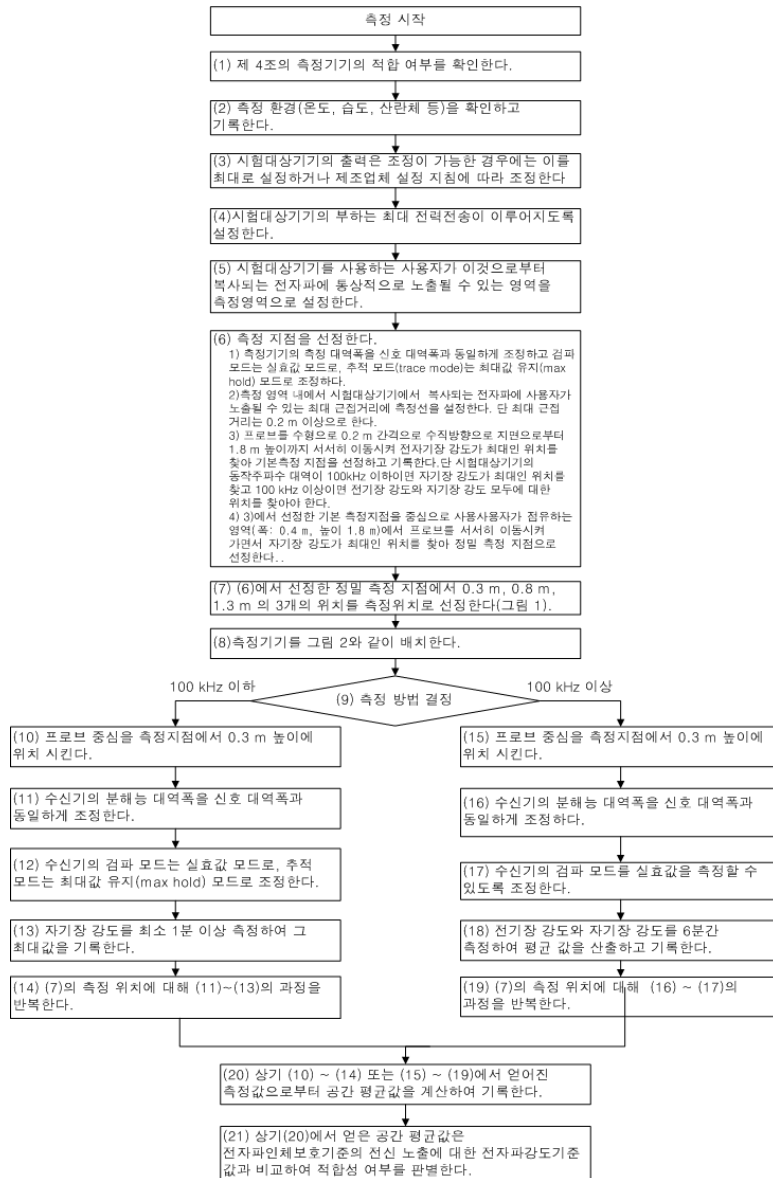 측정 시작
(1) 제 4조의 측정기기의 적합 여부를 확인한다.
(2) 측정 환경(온도, 습도, 산란체 등)을 확인하고
기록한다.
(3) 시험대상기기의 출력은 조정이 가능한 경우에는 이를
최대로 설정하거나 제조업체 설정 지침에 따라 조정한다
(4)시험대상기기의 부하는 최대 전력전송이 이루어지도록
설정한다.
(5) 시험대상기기를 사용하는 사용자가 이것으로부터
복사되는 전자파에 통상적으로 노출될 수 있는 영역을
측정영역으로 설정한다.
(6) 측정 지점을 선정한다.
1) 측정기기의 측정 대역폭을 신호 대역폭과 동일하게 조정하고 검파
모드는 실효값 모드로, 추적 모드(trace mode)는 최대값 유지(max
hold) 모드로 조정한다.
2)측정 영역 내에서 시험대상기기에서 복사되는 전자파에 사용자가
노출될 수 있는 최대 근접거리에 측정선을 설정한다. 단 최대 근접
거리는 0.2 m 이상으로 한다.
3) 프로브를 수형으로 0.2 m 간격으로 수직방향으로 지면으로부터
1.8 m 높이까지 서서히 이동시켜 전자기장 강도가 최대인 위치를
찾아 기본측정 지점을 선정하고 기록한다.단 시험대상기기의
동작주파수 대역이 100kHz 이하이면 자기장 강도가 최대인 위치를
찾고 100 kHz 이상이면 전기장 강도와 자기장 강도 모두에 대한
위치를 찾아야 한다.
4) 3)에서 선정한 기본 측정지점을 중심으로 사용사용자가 점유하는
영역(폭: 0.4 m, 높이 1.8 m)에서 프로브를 서서히 이동시켜
가면서 자기장 강도가 최대인 위치를 찾아 정밀 측정 지점으로
선정한다..
(7) (6)에서 선정한 정밀 측정 지점에서 0.3 m, 0.8 m,
1.3 m 의 3개의 위치를 측정위치로 선정한다(그림 1).
(8)측정기기를 그림 2와 같이 배치한다.
100 kHz 이하
(9) 측정 방법 결정
100 kHz 이상
(10) 프로브 중심을 측정지점에서 0.3 m 높이에
위치 시킨다.
(11) 수신기의 분해능 대역폭을 신호 대역폭과
동일하게 조정한다.
(12) 수신기의 검파 모드는 실효값 모드로, 추적
모드는 최대값 유지(max hold) 모드로 조정한다.
(13) 자기장 강도를 최소 1분 이상 측정하여 그
최대값을 기록한다.
(14) (7)의 측정 위치에 대해 (11)~(13)의 과정을
반복한다.
(15) 프로브 중심을 측정지점에서 0.3 m 높이에
위치 시킨다.
(16) 수신기의 분해능 대역폭을 신호 대역폭과
동일하게 조정하다.
(17) 수신기의 검파 모드를 실효값을 측정할 수
있도록 조정한다.
(18) 전기장 강도와 자기장 강도를 6분간
측정하여 평균 값을 산출하고 기록한다.
(19) (7)의 측정 위치에 대해 (16) ~ (17)의
과정을 반복한다.
(20) 상기 (10) ~ (14) 또는 (15) ~ (19)에서 얻어진
측정값으로부터 공간 평균값을 계산하여 기록한다.
(21) 상기(20)에서 얻은 공간 평균값은
전자파인체보호기준의 전신 노출에 대한 전자파강도기준
값과 비교하여 적합성 여부를 판별한다.